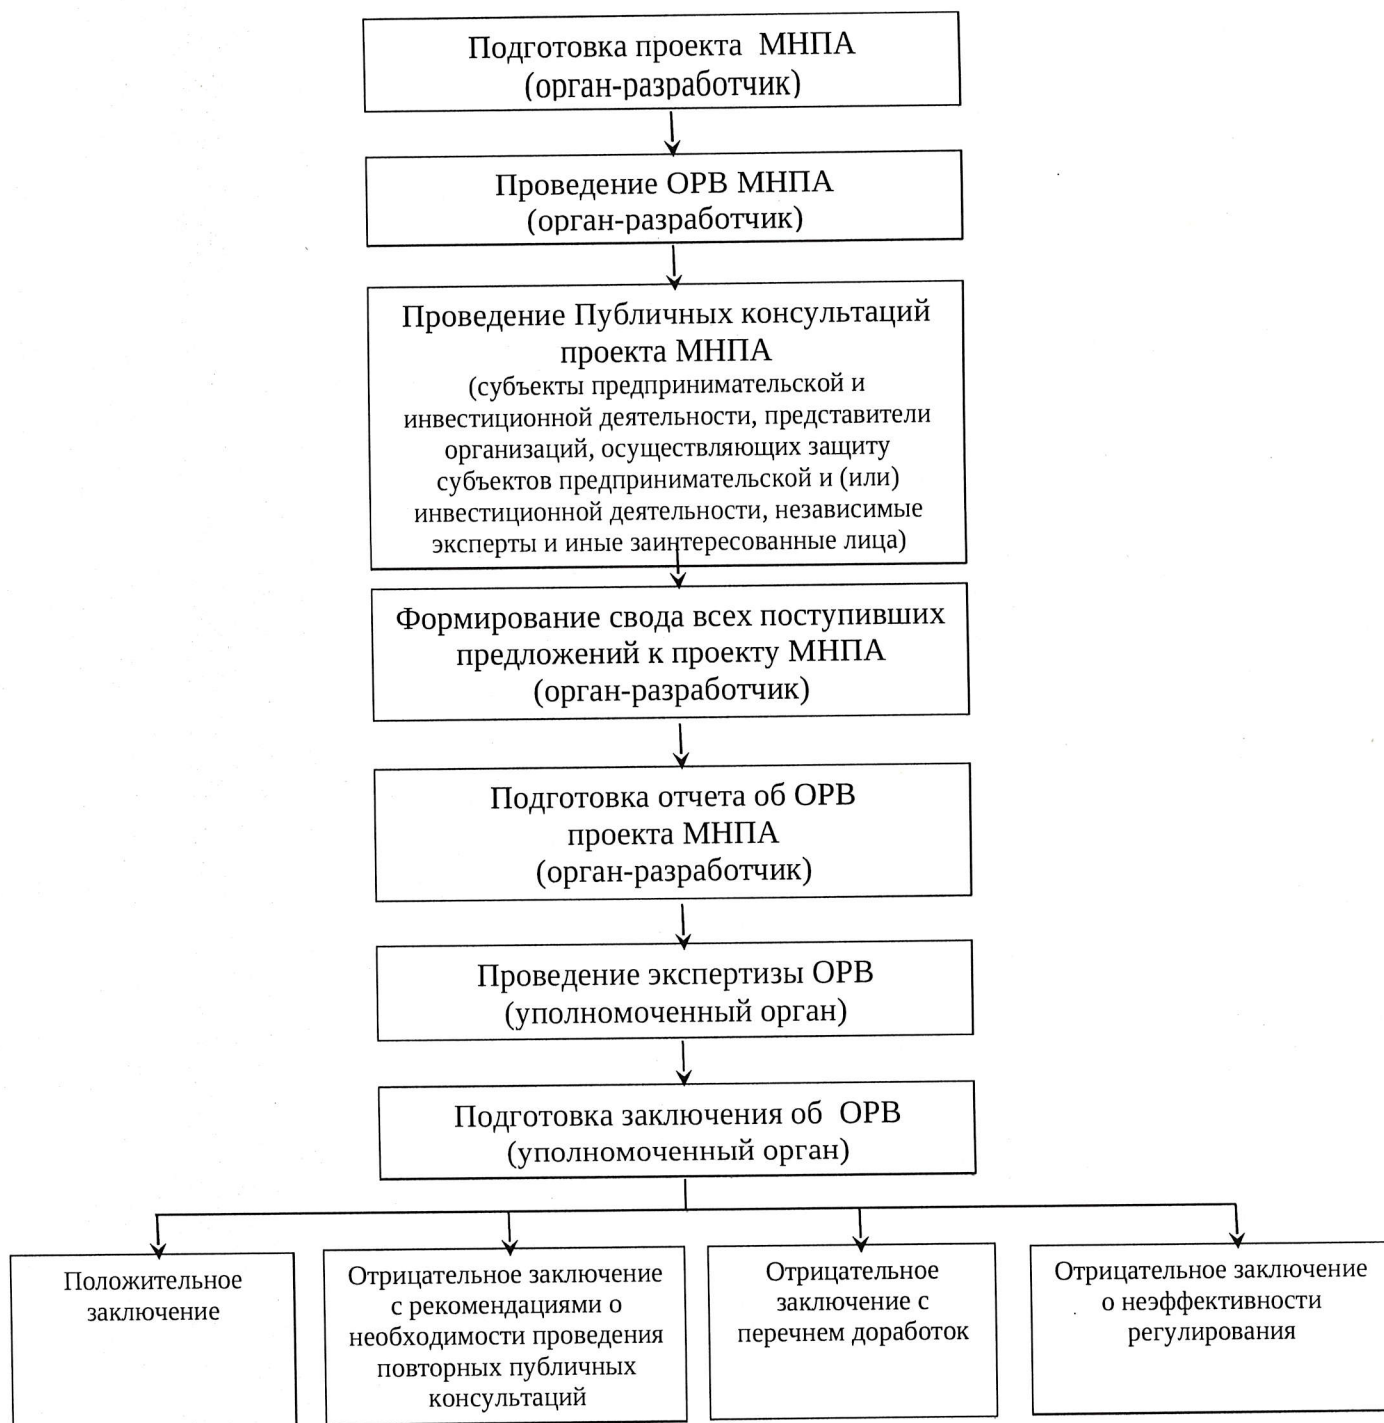 Подготовка проекта МНПА
(орган-разработчик)
Проведение ОРВ МНПА
(орган-разработчик)
Проведение Публичных консультаций
проекта МНПА
(субъекты предпринимательской и
инвестиционной деятельности, представители
организаций, осуществляющих защиту
субъектов предпринимательской и (или)
инвестиционной деятельности, независимые
эксперты и иные заинтересованные лица)
Формирование свода всех поступивших
предложений к проекту МНПА
(орган-разработчик)
Подготовка отчета об ОРВ
проекта МНПА
(орган-разработчик)
Проведение экспертизы ОРВ
(уполномоченный орган)
Подготовка заключения об ОРВ
(уполномоченный орган)
Положительное
заключение
Отрицательное заключение
с рекомендациями о
необходимости проведения
повторных публичных
консультаций
Отрицательное
заключение с
перечнем доработок
Отрицательное заключение
о неэффективности
регулирования